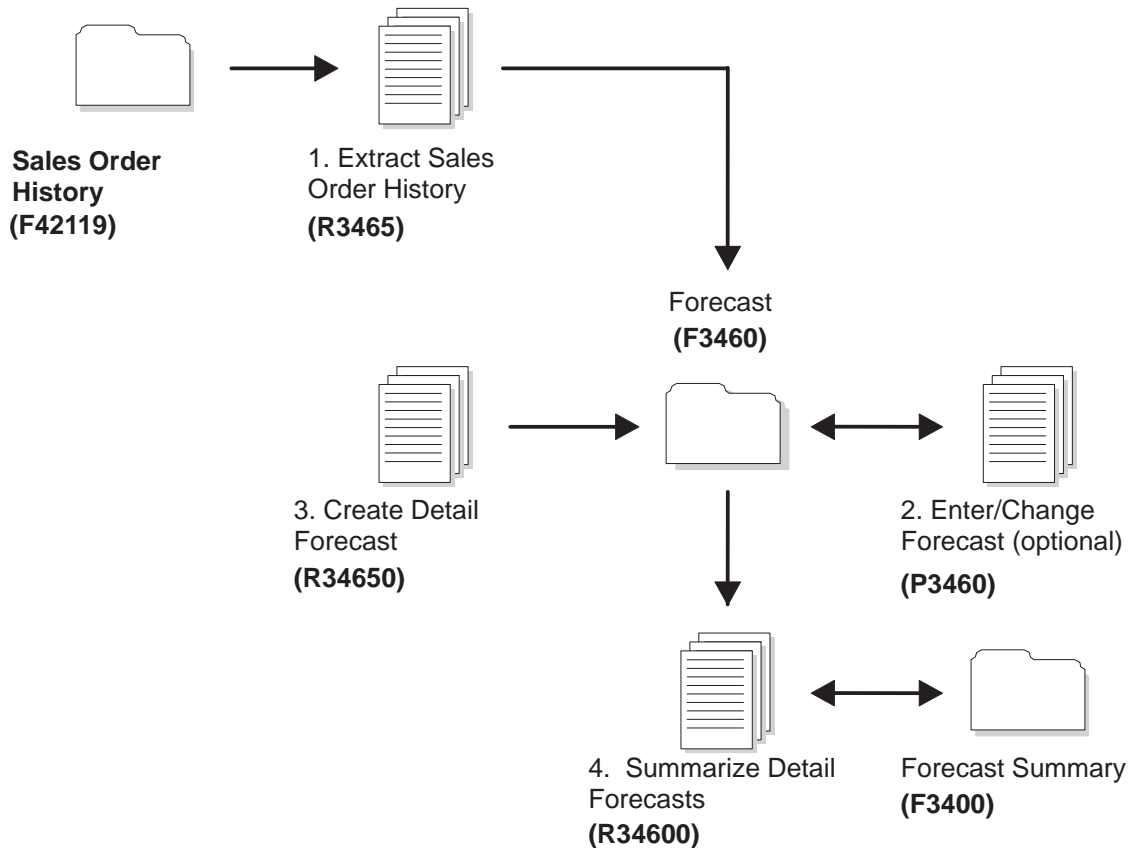 Sales Order
History
(F42119)
1. Extract Sales
Order History
(R3465)
Forecast
(F3460)
3. Create Detail
Forecast
(R34650)
2. Enter/Change
Forecast (optional)
(P3460)
4. Summarize Detail
Forecasts
(R34600)
Forecast Summary
(F3400)